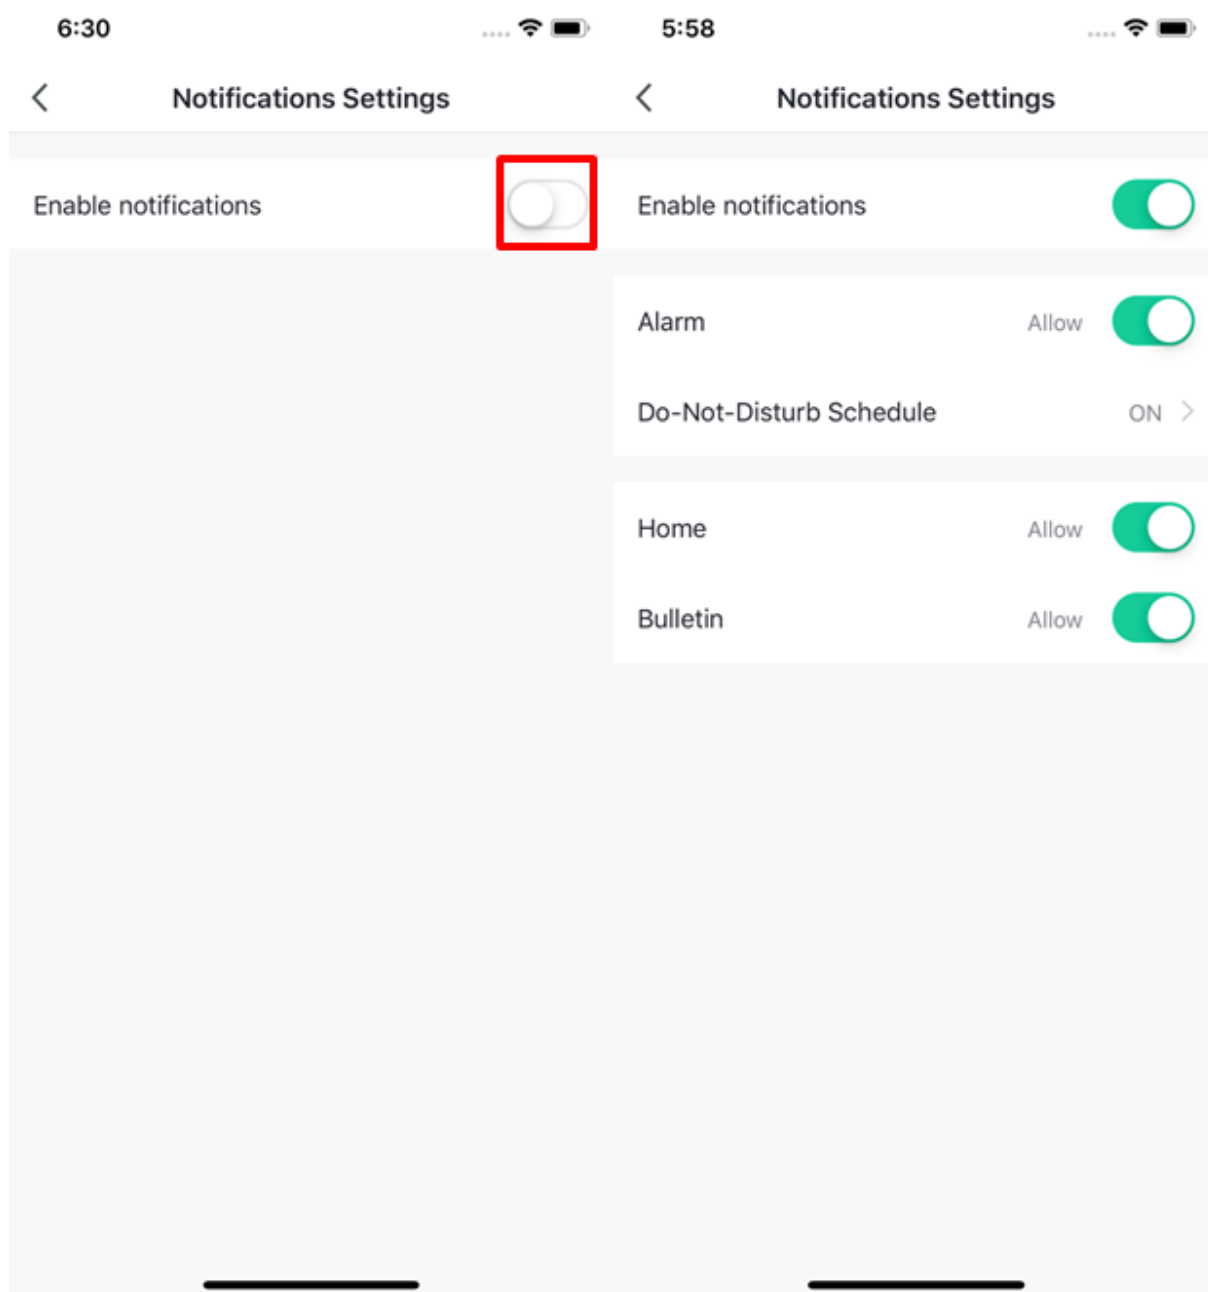 6:30
Notifications Settings
Enable notifications
5:58
Notifications Settings
Enable notifications
Alarm Allow
Do-Not-Disturb Schedule ON
Home Allow
Bulletin Allow